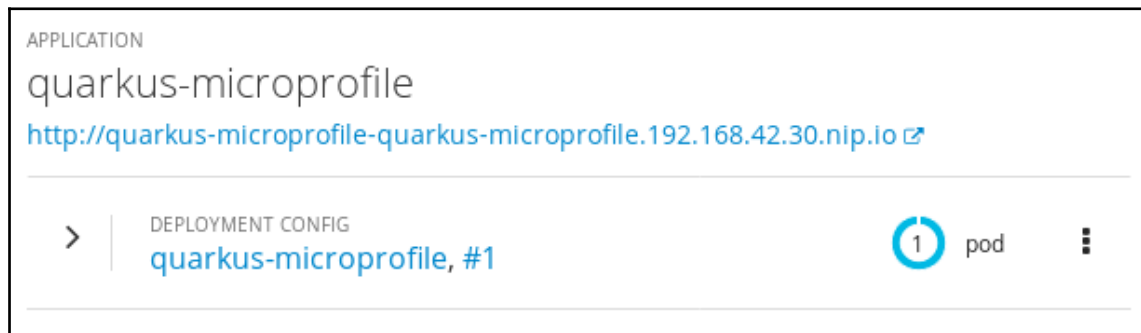 APPLICATION
quarkus-microprofile
http://quarkus-microprofile-quarkus-microprofile.192.168.42.30.nip.io
DEPLOYMENT CONFIG
quarkus-microprofile, #1
1 pod